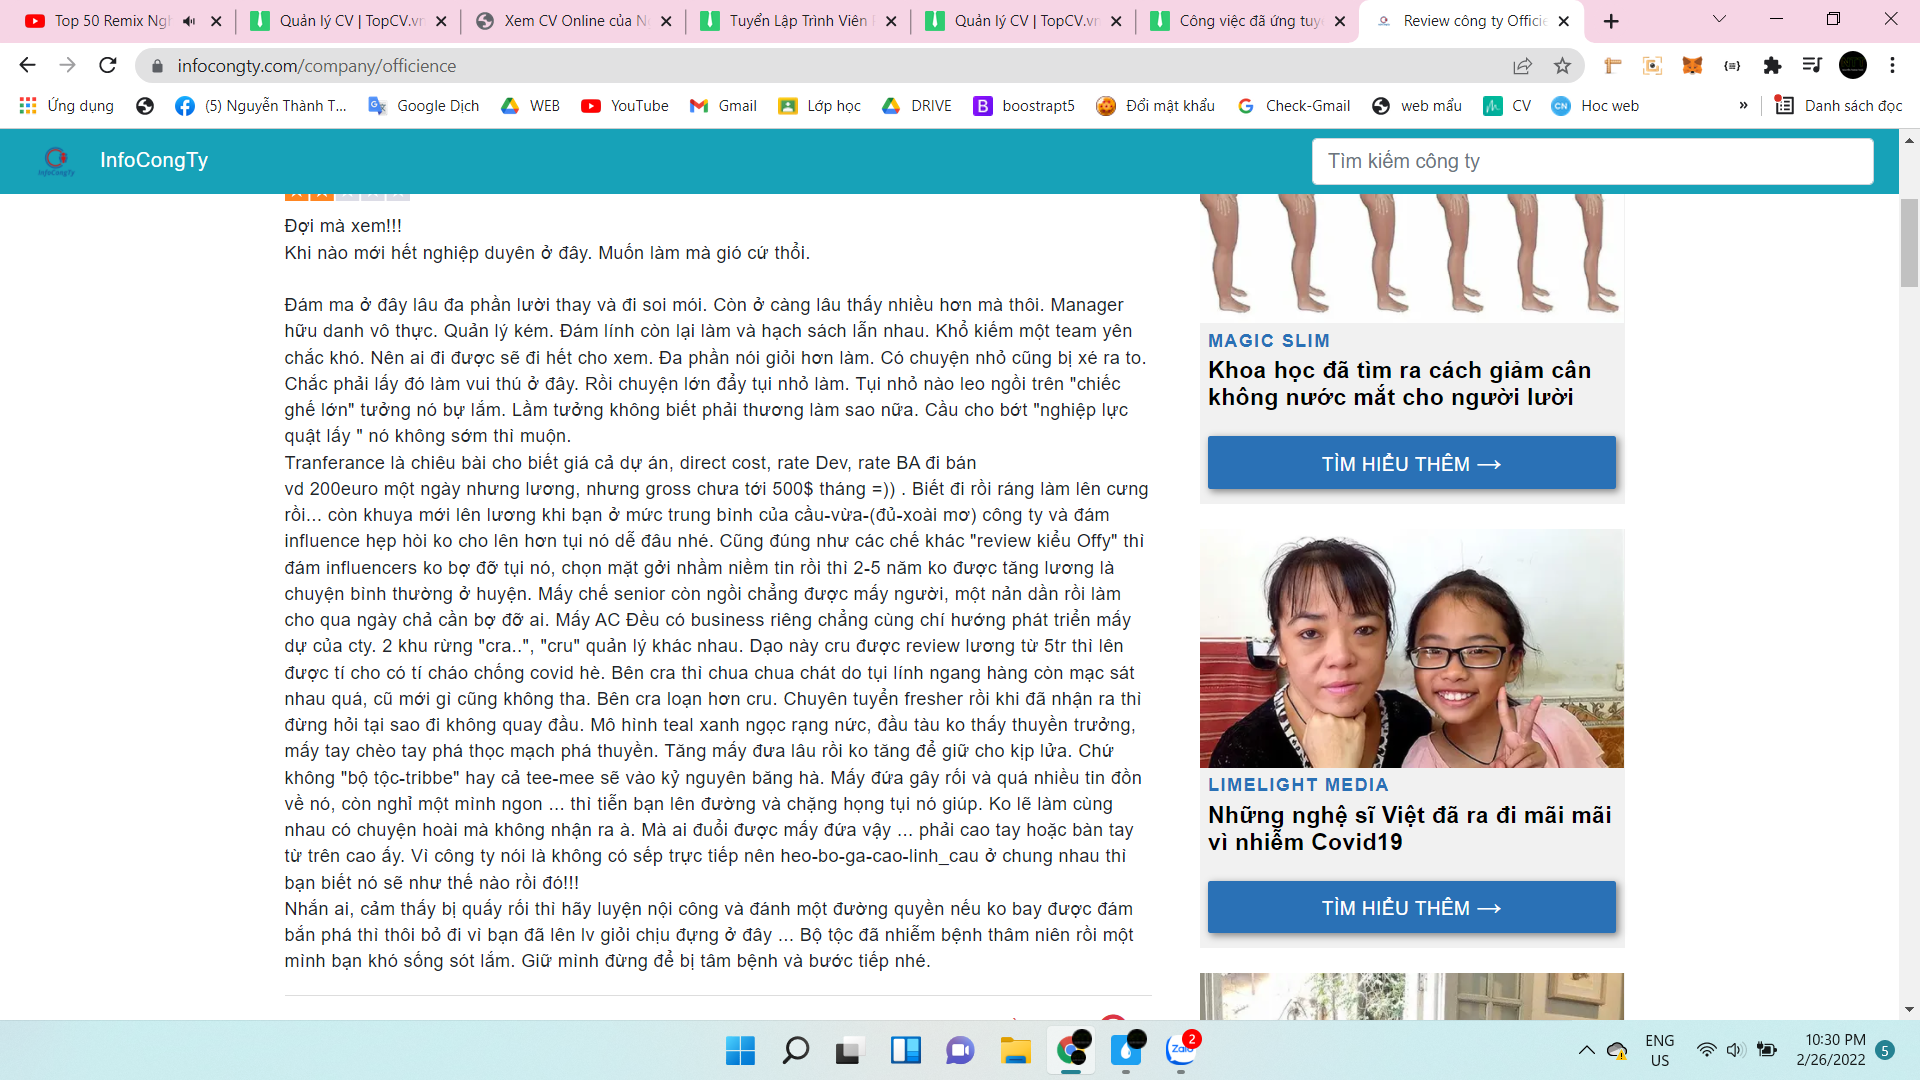 Top 50 Remix Ngh
Quản lý CV | TopCV.vn
Xem CV Online của N
Tuyển Lập Trình Viên
Quản lý CV | TopCV.vn
Công việc đã ứng tuy
Review công ty Officie
infocongty.com/company/officience
Ứng dụng
(5) Nguyễn Thành T...
Google Dịch
WEB
YouTube
Gmail
Lớp học
DRIVE
B
boostrapt5
Đổi mật khẩu
Check-Gmail
web mẩu
CV
CN
Hoc web
»
Danh sách đọc
InfoCongTy
InfoCongTy
Tìm kiếm công ty
Đợi mà xem!!!
Khi nào mới hết nghiệp duyên ở đây. Muốn làm mà gió cứ thổi.
Đám ma ở đây lâu đa phần lười thay và đi soi mói. Còn ở càng lâu thấy nhiều hơn mà thôi. Manager
hữu danh vô thực. Quản lý kém. Đám lính còn lại làm và hạch sách lẫn nhau. Khổ kiếm một team yên
chắc khó. Nên ai đi được sẽ đi hết cho xem. Đa phần nói giỏi hơn làm. Có chuyện nhỏ cũng bị xé ra to.
Chắc phải lấy đó làm vui thú ở đây. Rồi chuyện lớn đẩy tụi nhỏ làm. Tụi nhỏ nào leo ngồi trên "chiếc
ghế lớn" tưởng nó bự lắm. Lầm tưởng không biết phải thương làm sao nữa. Cầu cho bớt "nghiệp lực
quật lấy " nó không sớm thì muộn.
Tranferance là chiêu bài cho biết giá cả dự án, direct cost, rate Dev, rate BA đi bán
vd 200euro một ngày nhưng lương, nhưng gross chưa tới 500$ tháng =)) . Biết đi rồi ráng làm lên cưng
rồi... còn khuya mới lên lương khi bạn ở mức trung bình của cầu-vừa-(đủ-xoài mơ) công ty và đám
influence hẹp hòi ko cho lên hơn tụi nó dễ đâu nhé. Cũng đúng như các chế khác "review kiểu Offy" thì
đám influencers ko bợ đỡ tụi nó, chọn mặt gởi nhầm niềm tin rồi thì 2-5 năm ko được tăng lương là
chuyện bình thường ở huyện. Mấy chế senior còn ngồi chẳng được mấy người, một nản dần rồi làm
cho qua ngày chả cần bợ đỡ ai. Mấy AC Đều có business riêng chẳng cùng chí hướng phát triển mấy
dự của cty. 2 khu rừng "cra..", "cru" quản lý khác nhau. Dạo này cru được review lương từ 5tr thì lên
được tí cho có tí cháo chống covid hè. Bên cra thì chua chua chát do tụi lính ngang hàng còn mạc sát
nhau quá, cũ mới gì cũng không tha. Bên cra loạn hơn cru. Chuyên tuyển fresher rồi khi đã nhận ra thì
đừng hỏi tại sao đi không quay đầu. Mô hình teal xanh ngọc rạng nức, đầu tàu ko thấy thuyền trưởng,
mấy tay chèo tay phá thọc mạch phá thuyền. Tăng mấy đưa lâu rồi ko tăng để giữ cho kịp lửa. Chứ
không "bộ tộc-tribbe" hay cả tee-mee sẽ vào kỷ nguyên băng hà. Mấy đứa gây rối và quá nhiều tin đồn
về nó, còn nghỉ một mình ngon ... thì tiễn bạn lên đường và chặng họng tụi nó giúp. Ko lẽ làm cùng
nhau có chuyện hoài mà không nhận ra à. Mà ai đuổi được mấy đứa vậy ... phải cao tay hoặc bàn tay
từ trên cao ấy. Vì công ty nói là không có sếp trực tiếp nên heo-bo-ga-cao-linh_cau ở chung nhau thì
bạn biết nó sẽ như thế nào rồi đó!!!
Nhắn ai, cảm thấy bị quấy rối thì hãy luyện nội công và đánh một đường quyền nếu ko bay được đám
bắn phá thì thôi bỏ đi vì bạn đã lên lv giỏi chịu đựng ở đây ... Bộ tộc đã nhiễm bệnh thâm niên rồi một
mình bạn khó sống sót lắm. Giữ mình đừng để bị tâm bệnh và bước tiếp nhé.
MAGIC SLIM
Khoa học đã tìm ra cách giảm cân
không nước mắt cho người lười
TÌM HIỂU THÊM →
LIMELIGHT MEDIA
Những nghệ sĩ Việt đã ra đi mãi mãi
vì nhiễm Covid19
TÌM HIỂU THÊM →
Zalo
2
ENG
US
10:30 PM
2/26/2022
5